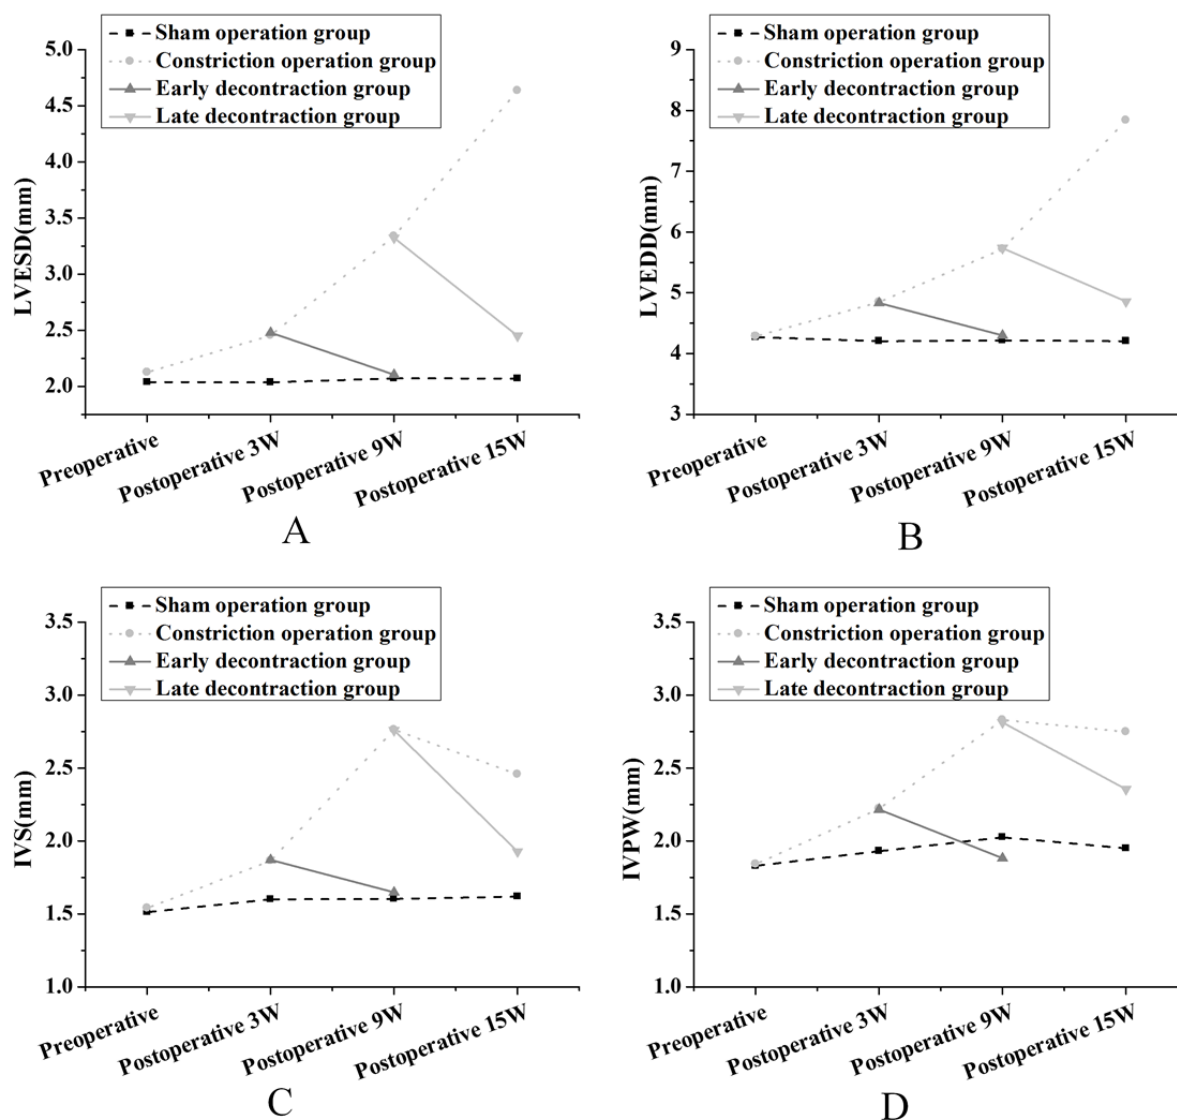 Sham operation group
Constriction operation group
Early decontraction group
Late decontraction group
5.0
4.5
4.0
3.5
3.0
2.5
2.0
LVESD(mm)
Preoperative
Postoperative 3W
Postoperative 9W
Postoperative 15W
A
Sham operation group
Constriction operation group
Early decontraction group
Late decontraction group
9
8
7
6
5
4
3
LVEDD(mm)
Preoperative
Postoperative 3W
Postoperative 9W
Postoperative 15W
B
Sham operation group
Constriction operation group
Early decontraction group
Late decontraction group
3.5
3.0
2.5
2.0
1.5
1.0
IVS(mm)
Preoperative
Postoperative 3W
Postoperative 9W
Postoperative 15W
C
Sham operation group
Constriction operation group
Early decontraction group
Late decontraction group
3.5
3.0
2.5
2.0
1.5
1.0
IVPW(mm)
Preoperative
Postoperative 3W
Postoperative 9W
Postoperative 15W
D